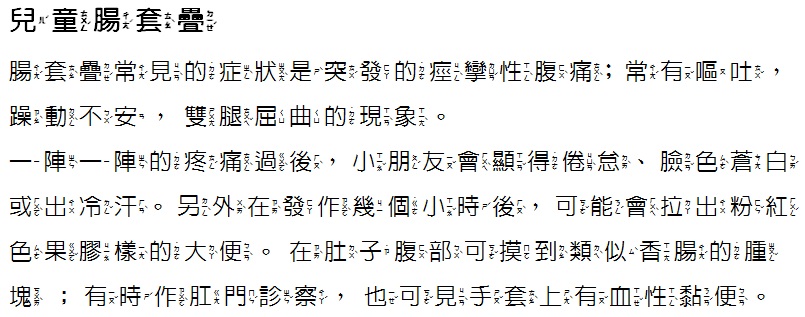 兒童腸套疊
腸套疊常見的症狀是突發的痙攣性腹痛；常有嘔吐，
躁動不安，雙腿屈曲的現象。
一陣一陣的疼痛過後，小朋友會顯得倦怠、臉色蒼白
或出冷汗。另外在發作幾個小時後，可能會拉出粉紅
色果膠樣的大便。在肚子腹部可摸到類似香腸的腫
塊；有時作肛門診察，也可見手套上有血性黏便。